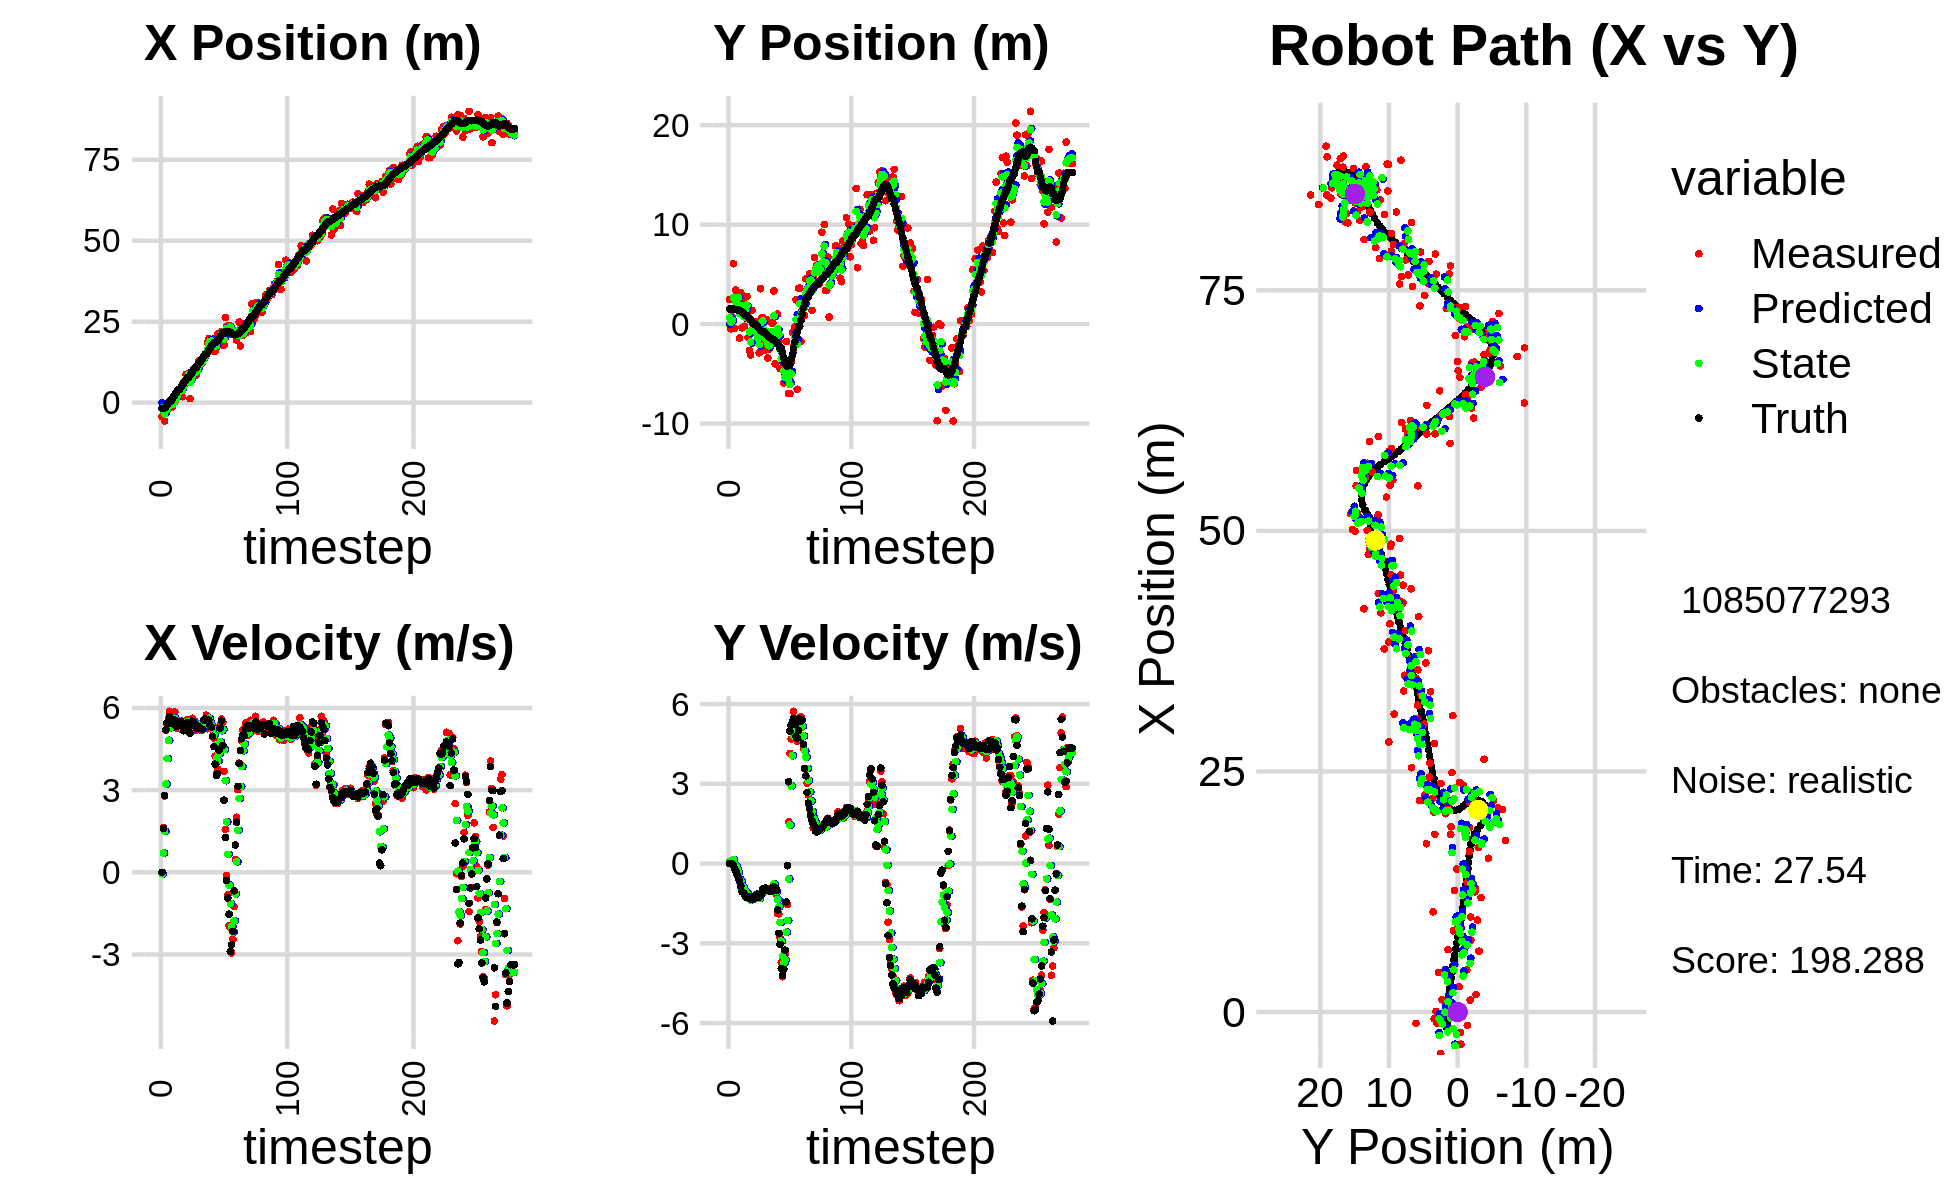 X Position (m)
75
50
25
0
0
100
200
timestep
Y Position (m)
20
10
0
-10
0
100
200
timestep
X Velocity (m/s)
6
3
0
-3
0
100
200
timestep
Y Velocity (m/s)
6
3
0
-3
-6
0
100
200
timestep
Robot Path (X vs Y)
X Position (m)
75
50
25
0
20 10 0 -10 -20
Y Position (m)
variable
Measured
Predicted
State
Truth
1085077293
Obstacles: none
Noise: realistic
Time: 27.54
Score: 198.288